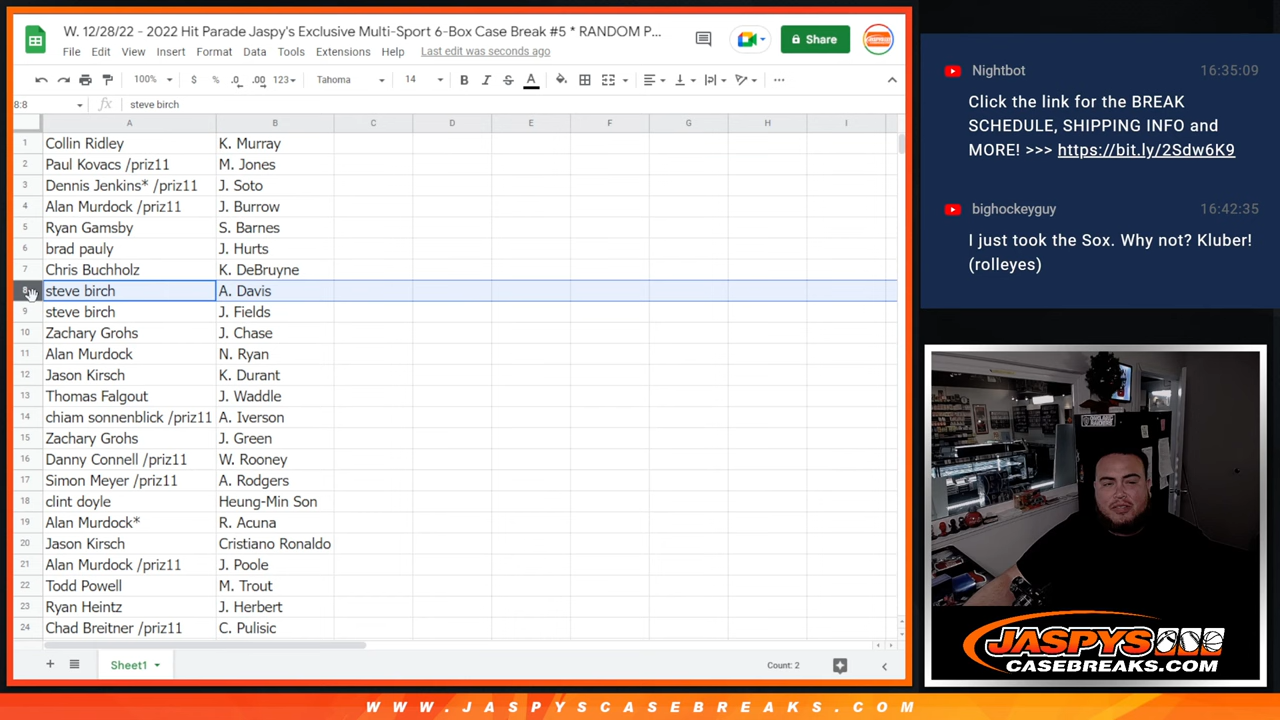 W. 12/28/22 - 2022 Hit Parade Jaspy's Exclusive Multi-Sport 6-Box Case Break #5 * RANDOM P...
File Edit View Insert Format Data Tools Extensions Help Last edit was seconds ago
Share
100% $ % .0 .00 123 Tahoma 14 B I S A
8:8 fx steve birch
A B C D E F G H I
1 Collin Ridley K. Murray
2 Paul Kovacs /priz11 M. Jones
3 Dennis Jenkins* /priz11 J. Soto
4 Alan Murdock /priz11 J. Burrow
5 Ryan Gamsby S. Barnes
6 brad pauly J. Hurts
7 Chris Buchholz K. DeBruyne
8 steve birch A. Davis
9 steve birch J. Fields
10 Zachary Grohs J. Chase
11 Alan Murdock N. Ryan
12 Jason Kirsch K. Durant
13 Thomas Falgout J. Waddle
14 chiam sonnenblick /priz11 A. Iverson
15 Zachary Grohs J. Green
16 Danny Connell /priz11 W. Rooney
17 Simon Meyer /priz11 A. Rodgers
18 clint doyle Heung-Min Son
19 Alan Murdock* R. Acuna
20 Jason Kirsch Cristiano Ronaldo
21 Alan Murdock /priz11 J. Poole
22 Todd Powell M. Trout
23 Ryan Heintz J. Herbert
24 Chad Breitner /priz11 C. Pulisic
Sheet1
Count: 2
Nightbot 16:35:09
Click the link for the BREAK
SCHEDULE, SHIPPING INFO and
MORE! >>> https://bit.ly/2Sdw6K9
bighockeyguy 16:42:35
I just took the Sox. Why not? Kluber!
(rolleyes)
JASPYS
CASEBREAKS.COM
WWW.JASPYSCASEBREAKS.COM